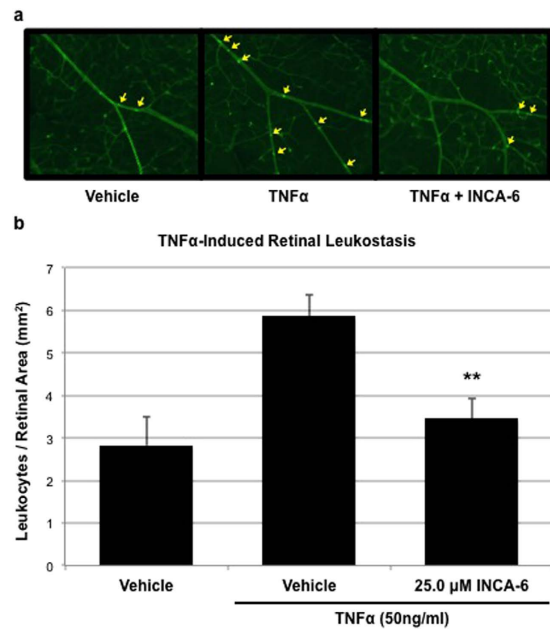 a
Vehicle TNFα TNFα + INCA-6
b
TNFα-Induced Retinal Leukostasis
Leukocytes / Retinal Area (mm²)
7
6
5
4
3
2
1
0
**
Vehicle Vehicle 25.0 µM INCA-6
TNFα (50ng/ml)